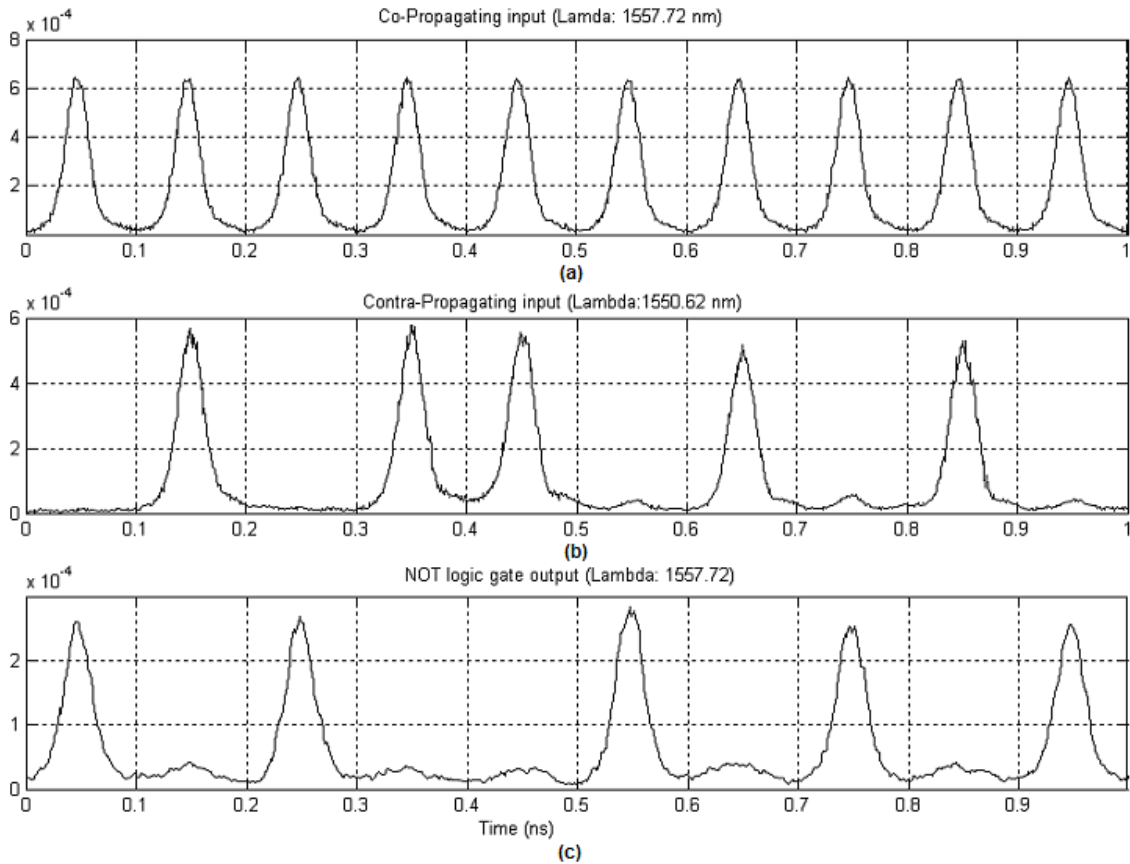 Co-Propagating input (Lamda: 1557.72 nm)
x 10^-4
8
6
4
2
0 0.1 0.2 0.3 0.4 0.5 0.6 0.7 0.8 0.9 1
(a)
Contra-Propagating input (Lambda:1550.62 nm)
x 10^-4
6
4
2
0
0 0.1 0.2 0.3 0.4 0.5 0.6 0.7 0.8 0.9 1
(b)
NOT logic gate output (Lambda: 1557.72)
x 10^-4
2
1
0
0 0.1 0.2 0.3 0.4 0.5 0.6 0.7 0.8 0.9
Time (ns)
(c)